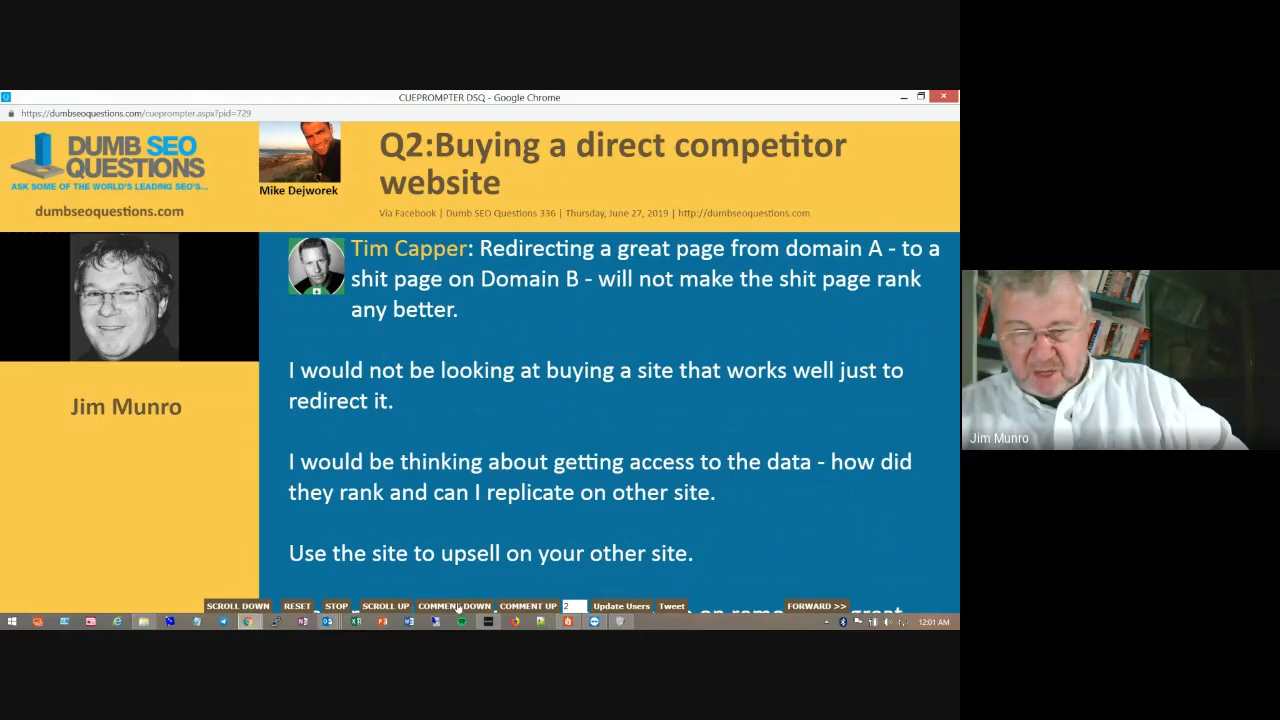 CUEPROMPTER DSQ - Google Chrome
https://dumbseoquestions.com/cueprompter.aspx?pid=729
DUMB SEO
QUESTIONS
ASK SOME OF THE WORLD'S LEADING SEO'S...
dumbseoquestions.com
Mike Dejworek
Q2:Buying a direct competitor
website
Via Facebook | Dumb SEO Questions 336 | Thursday, June 27, 2019 | http://dumbseoquestions.com
Jim Munro
Tim Capper: Redirecting a great page from domain A - to a
shit page on Domain B - will not make the shit page rank
any better.
I would not be looking at buying a site that works well just to
redirect it.
I would be thinking about getting access to the data - how did
they rank and can I replicate on other site.
Use the site to upsell on your other site.
SCROLL DOWN RESET STOP SCROLL UP COMMENT DOWN COMMENT UP 2 Update Users Tweet FORWARD >>
12:01 AM
Jim Munro